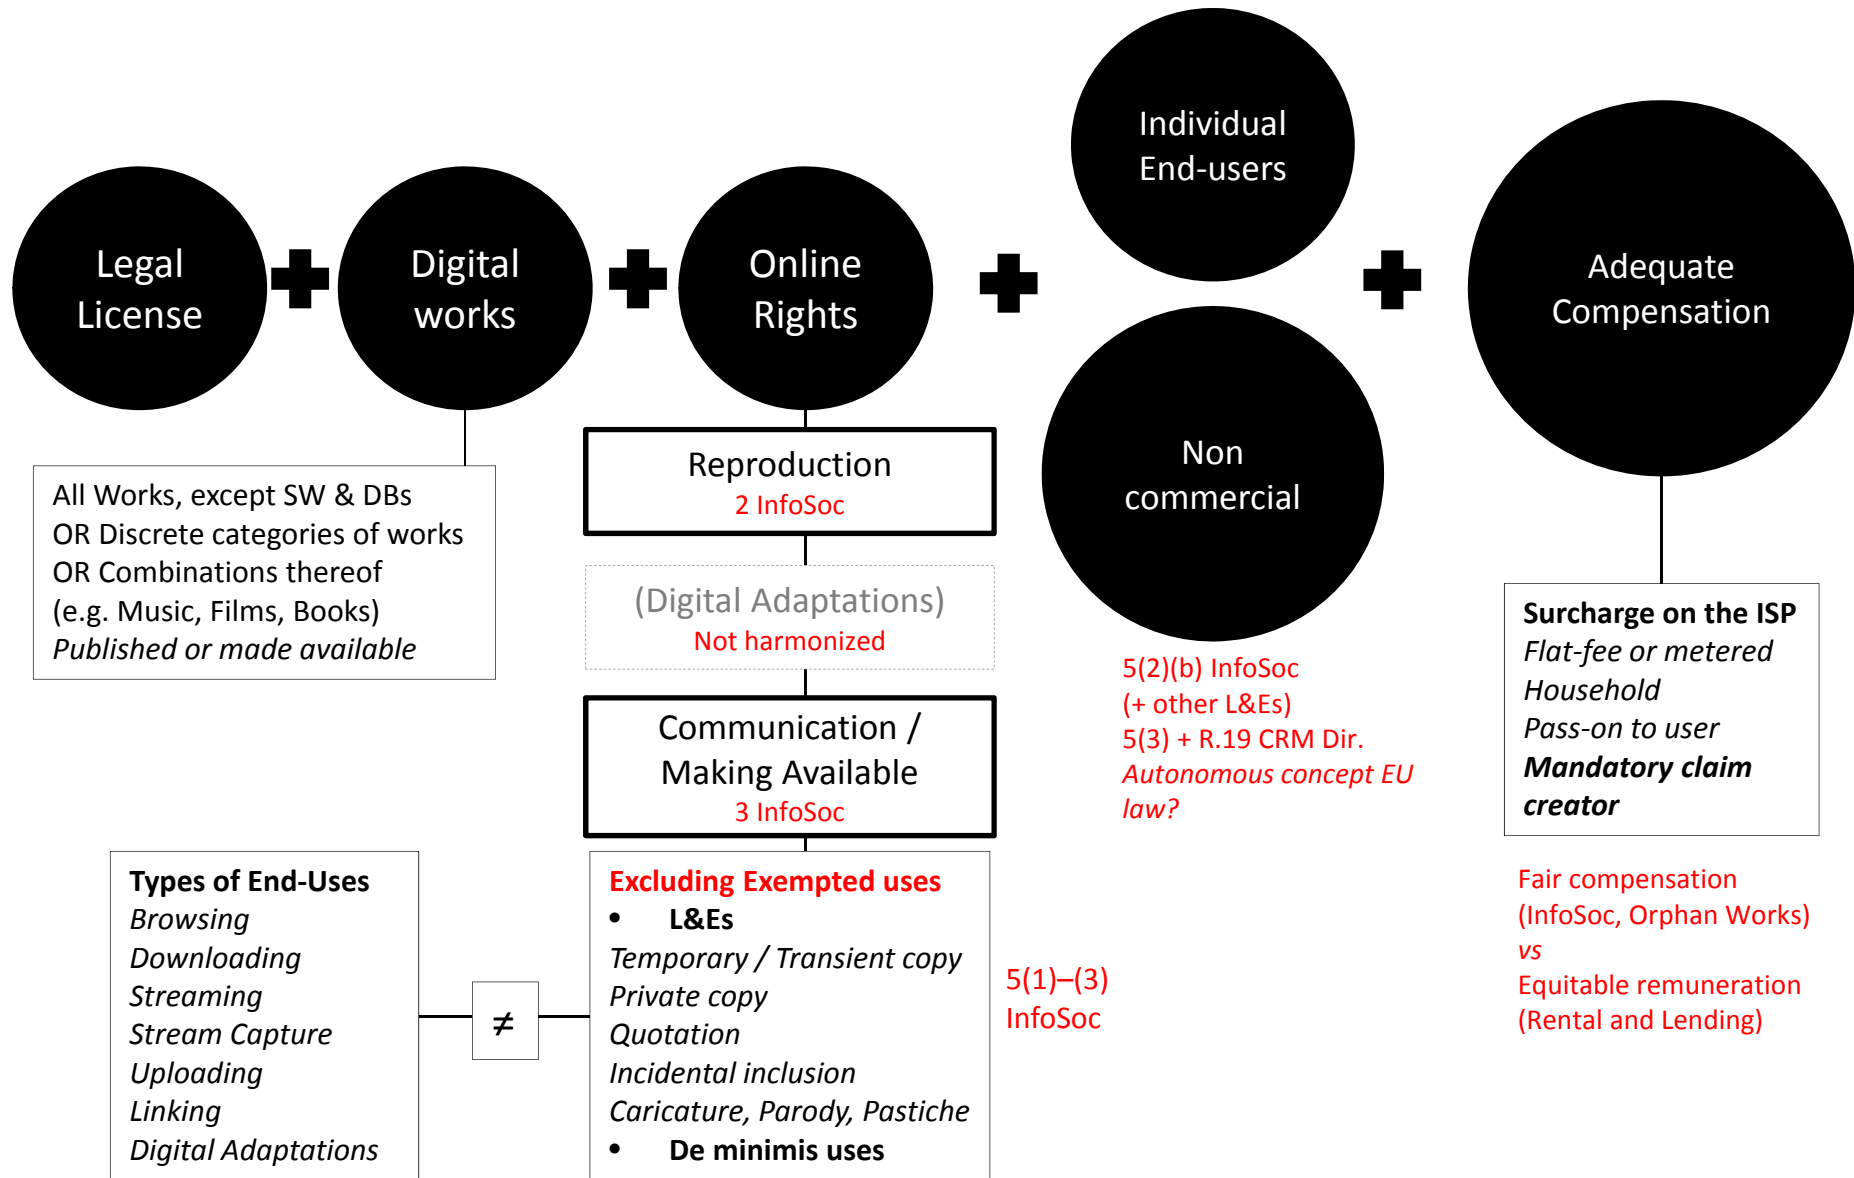 Legal
License
Digital
works
Online
Rights
Individual
End-users
Non
commercial
Adequate
Compensation
All Works, except SW & DBs
OR Discrete categories of works
OR Combinations thereof
(e.g. Music, Films, Books)
Published or made available
Reproduction
2 InfoSoc
(Digital Adaptations)
Not harmonized
Communication /
Making Available
3 InfoSoc
5(2)(b) InfoSoc
(+ other L&Es)
5(3) + R.19 CRM Dir.
Autonomous concept EU
law?
Surcharge on the ISP
Flat-fee or metered
Household
Pass-on to user
Mandatory claim
creator
Fair compensation
(InfoSoc, Orphan Works)
vs
Equitable remuneration
(Rental and Lending)
Types of End-Uses
Browsing
Downloading
Streaming
Stream Capture
Uploading
Linking
Digital Adaptations
≠
Excluding Exempted uses
• L&Es
Temporary / Transient copy
Private copy
Quotation
Incidental inclusion
Caricature, Parody, Pastiche
• De minimis uses
5(1)–(3)
InfoSoc